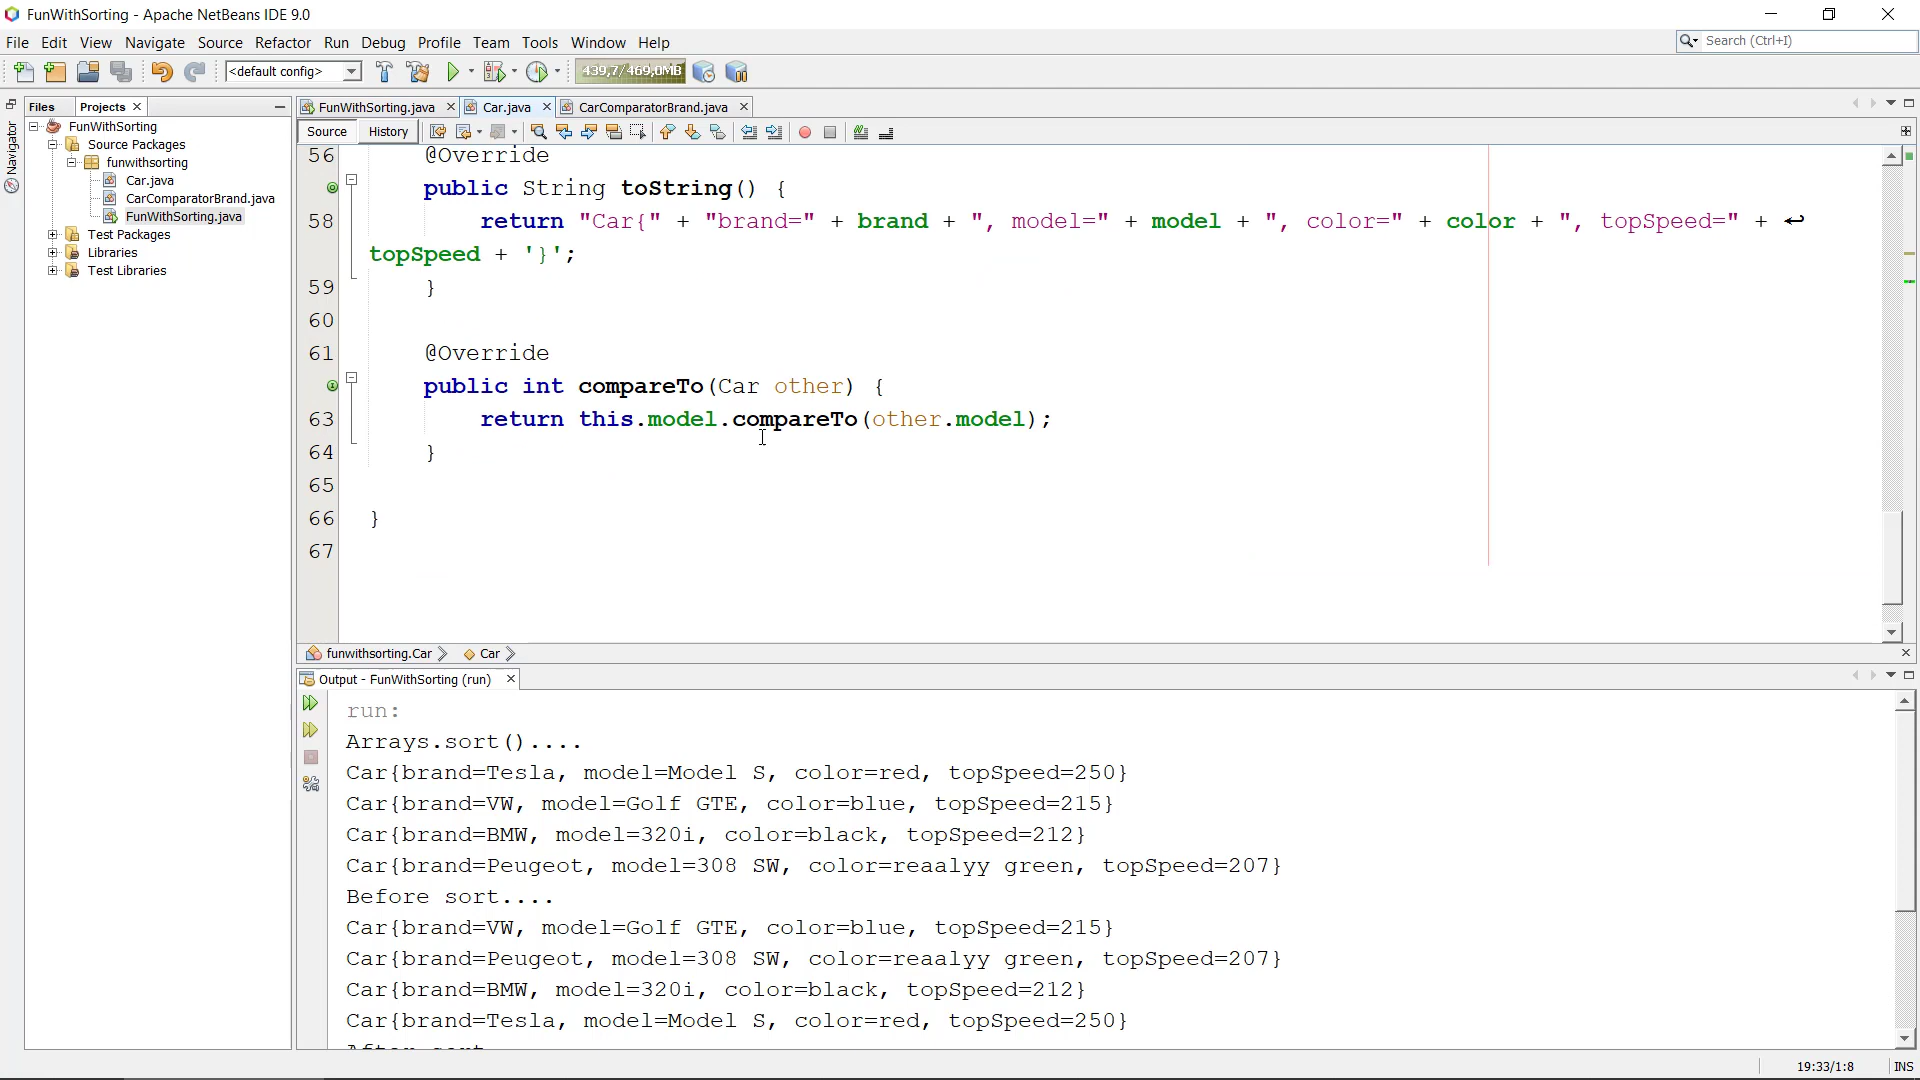 FunWithSorting - Apache NetBeans IDE 9.0
File Edit View Navigate Source Refactor Run Debug Profile Team Tools Window Help
Search (Ctrl+I)
<default config>
439,7/469,0MB
Files Projects
FunWithSorting.java Car.java CarComparatorBrand.java
Navigator
FunWithSorting
Source Packages
funwithsorting
Car.java
CarComparatorBrand.java
FunWithSorting.java
Test Packages
Libraries
Test Libraries
Source History
56 @Override
public String toString() {
58 return "Car{" + "brand=" + brand + ", model=" + model + ", color=" + color + ", topSpeed=" +
topSpeed + '}';
59 }
60
61 @Override
public int compareTo(Car other) {
63 return this.model.compareTo(other.model);
64 }
65
66 }
67
funwithsorting.Car Car
Output - FunWithSorting (run)
run:
Arrays.sort()....
Car{brand=Tesla, model=Model S, color=red, topSpeed=250}
Car{brand=VW, model=Golf GTE, color=blue, topSpeed=215}
Car{brand=BMW, model=320i, color=black, topSpeed=212}
Car{brand=Peugeot, model=308 SW, color=reaalyy green, topSpeed=207}
Before sort....
Car{brand=VW, model=Golf GTE, color=blue, topSpeed=215}
Car{brand=Peugeot, model=308 SW, color=reaalyy green, topSpeed=207}
Car{brand=BMW, model=320i, color=black, topSpeed=212}
Car{brand=Tesla, model=Model S, color=red, topSpeed=250}
19:33/1:8 INS